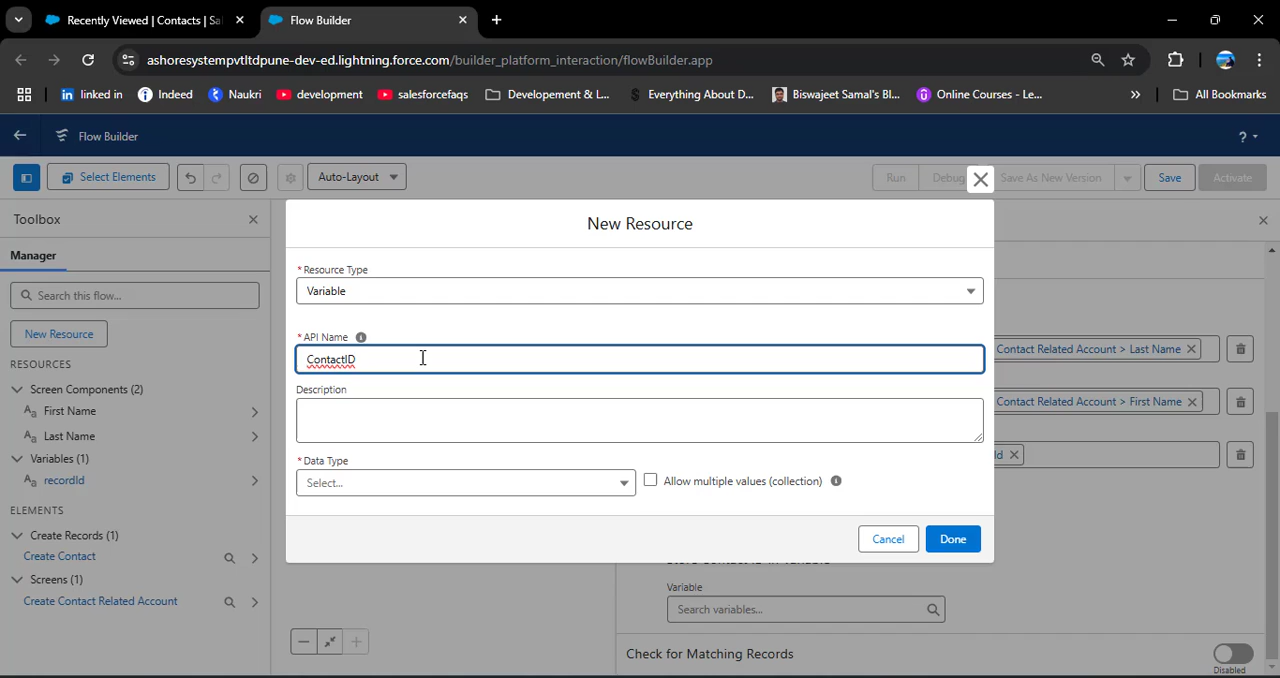 Recently Viewed | Contacts | Sa
Flow Builder
ashoresystempvtltdpune-dev-ed.lightning.force.com/builder_platform_interaction/flowBuilder.app
linked in
Indeed
Naukri
development
salesforcefaqs
Developement & L...
Everything About D...
Biswajeet Samal's Bl...
Online Courses - Le...
All Bookmarks
Flow Builder
?
Select Elements
Auto-Layout
Run
Debug
Save As New Version
Save
Activate
Toolbox
Manager
Search this flow...
New Resource
RESOURCES
Screen Components (2)
Aa First Name
Aa Last Name
Variables (1)
Aa recordId
ELEMENTS
Create Records (1)
Create Contact
Screens (1)
Create Contact Related Account
New Resource
* Resource Type
Variable
* API Name
ContactID
Description
* Data Type
Select...
Allow multiple values (collection)
Cancel
Done
Contact Related Account > Last Name
Contact Related Account > First Name
Variable
Search variables...
Check for Matching Records
Disabled